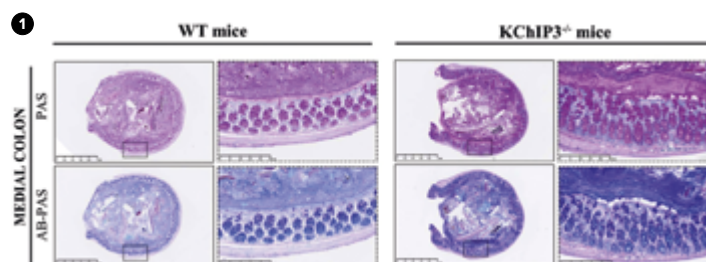 1
WT mice
KChIP3-/- mice
MEDIAL COLON
PAS
AB-PAS